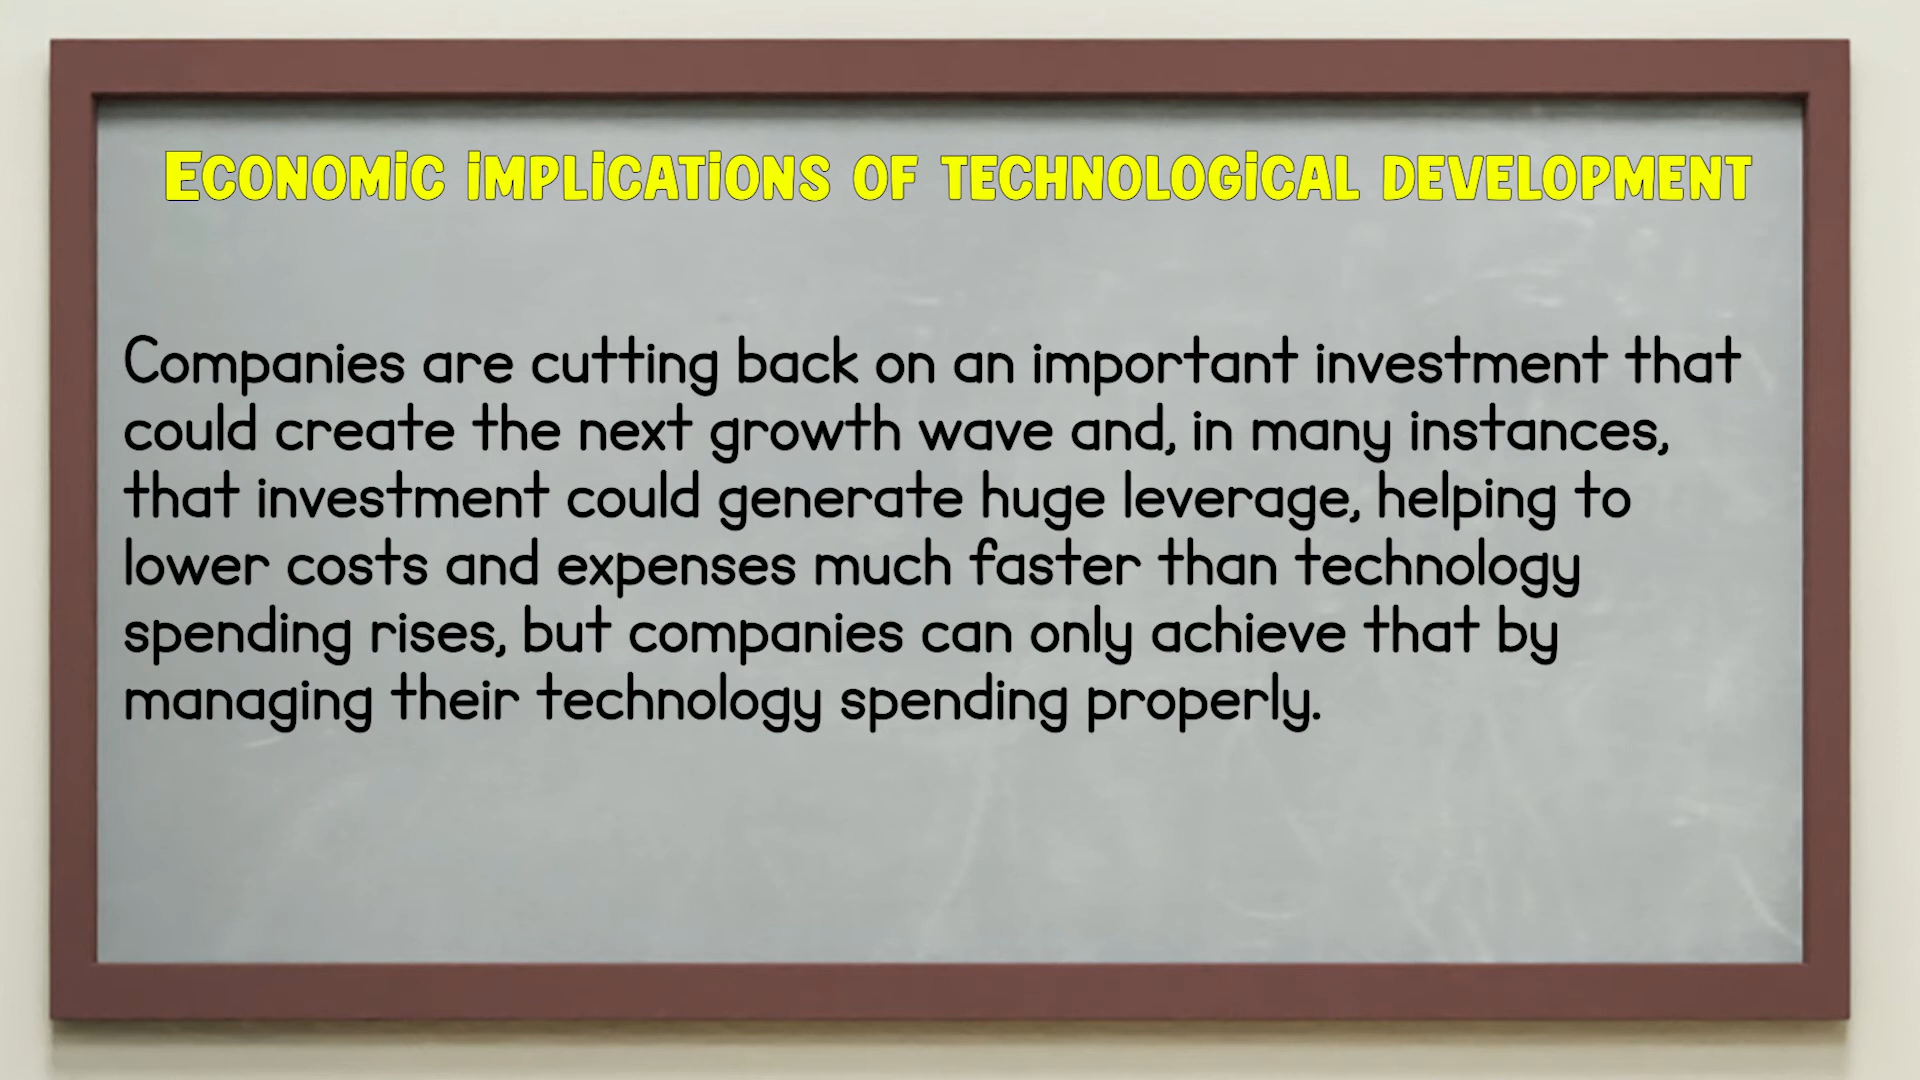 Economic implications of technological development
Companies are cutting back on an important investment that
could create the next growth wave and, in many instances,
that investment could generate huge leverage, helping to
lower costs and expenses much faster than technology
spending rises, but companies can only achieve that by
managing their technology spending properly.